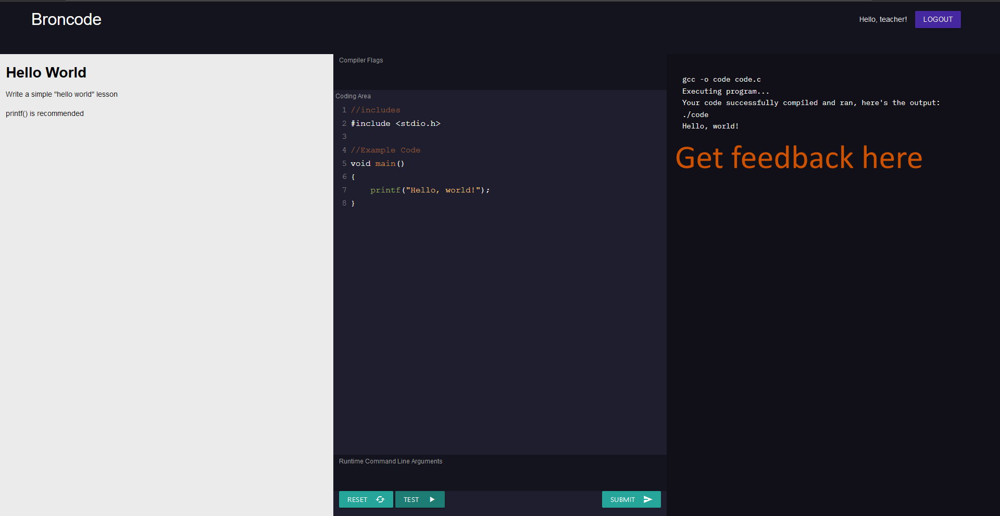 Broncode
Hello, teacher! LOGOUT
Hello World
Write a simple "hello world" lesson
printf() is recommended
Compiler Flags
Coding Area
1 //includes
2 #include <stdio.h>
3
4 //Example Code
5 void main()
6 {
7     printf("Hello, world!");
8 }
Runtime Command Line Arguments
RESET TEST SUBMIT
gcc -o code code.c
Executing program...
Your code successfully compiled and ran, here's the output:
./code
Hello, world!
Get feedback here